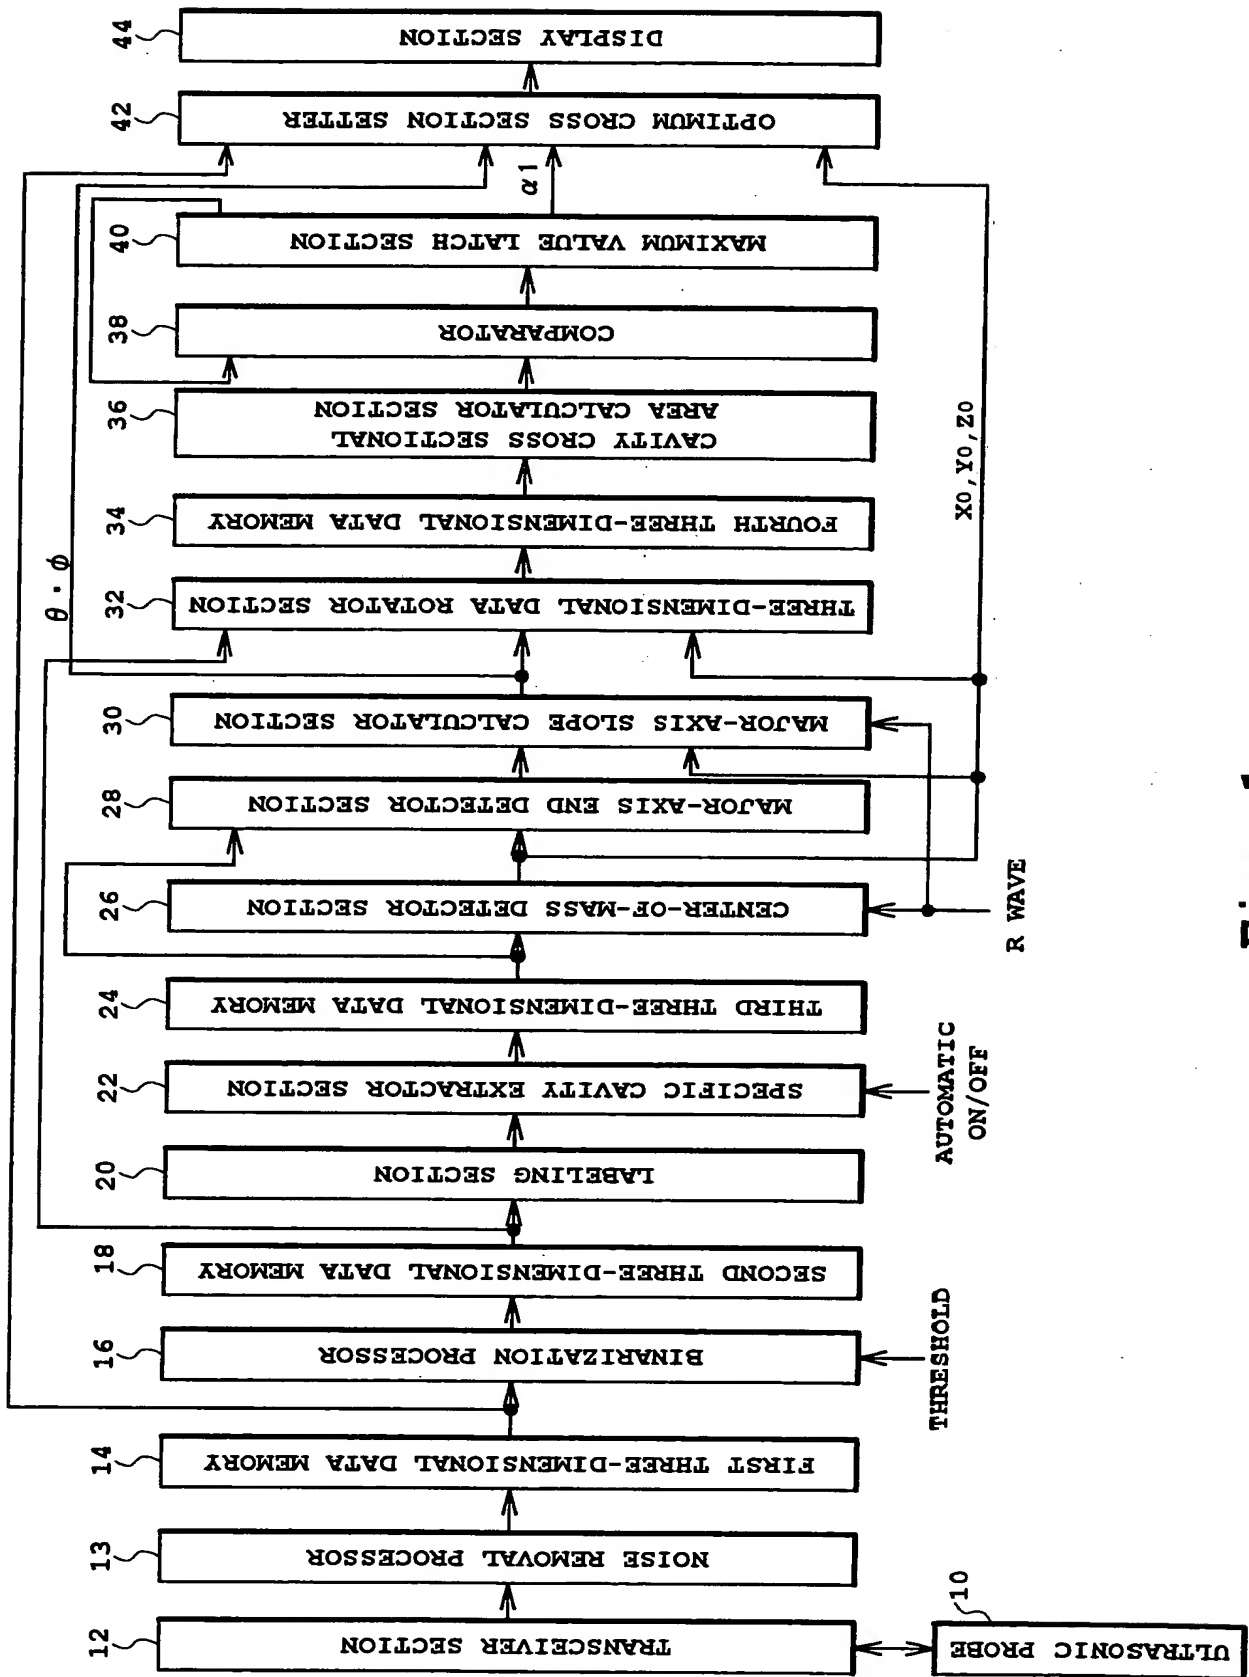 44
DISPLAY SECTION
42
OPTIMUM CROSS SECTION SETTER
α1
40
MAXIMUM VALUE LATCH SECTION
38
COMPARATOR
36
CAVITY CROSS SECTIONAL
AREA CALCULATOR SECTION
34
FOURTH THREE-DIMENSIONAL DATA MEMORY
X0,Y0,Z0
θ・φ
32
THREE-DIMENSIONAL DATA ROTATOR SECTION
30
MAJOR-AXIS SLOPE CALCULATOR SECTION
28
MAJOR-AXIS END DETECTOR SECTION
26
CENTER-OF-MASS DETECTOR SECTION
R WAVE
24
THIRD THREE-DIMENSIONAL DATA MEMORY
22
SPECIFIC CAVITY EXTRACTOR SECTION
AUTOMATIC
ON/OFF
20
LABELING SECTION
18
SECOND THREE-DIMENSIONAL DATA MEMORY
16
BINARIZATION PROCESSOR
THRESHOLD
14
FIRST THREE-DIMENSIONAL DATA MEMORY
13
NOISE REMOVAL PROCESSOR
12
TRANSCEIVER SECTION
10
ULTRASONIC PROBE